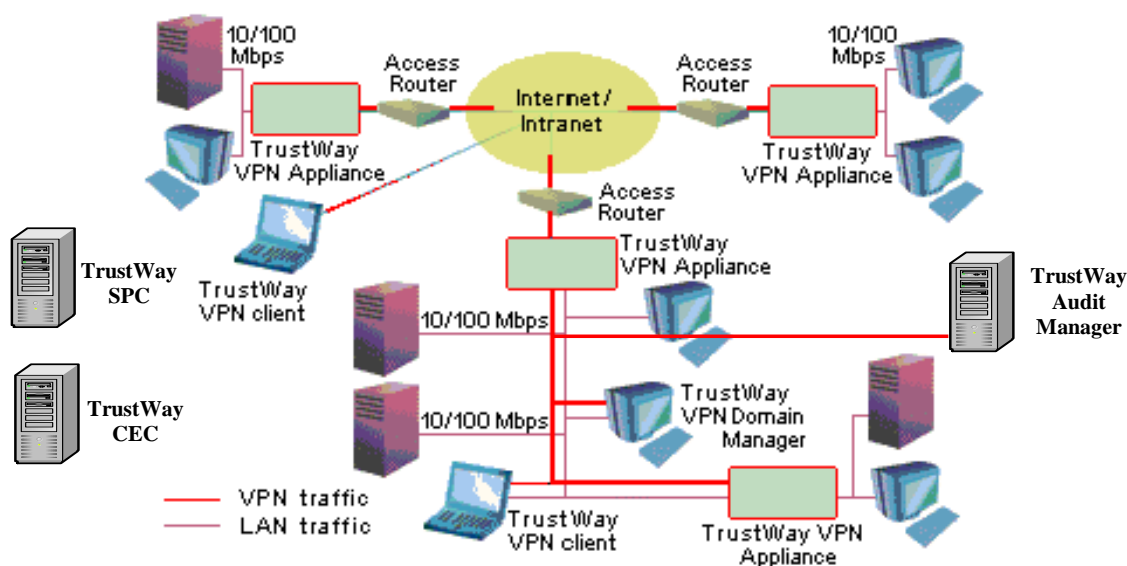 10/100
Mbps
Access
Router
Internet/
Intranet
Access
Router
10/100
Mbps
TrustWay
VPN Appliance
TrustWay
VPN Appliance
Access
Router
TrustWay
SPC
TrustWay
VPN client
TrustWay
VPN Appliance
TrustWay
Audit
Manager
10/100 Mbps
TrustWay
CEC
10/100 Mbps
TrustWay
VPN Domain
Manager
VPN traffic
LAN traffic
TrustWay
VPN client
TrustWay VPN
Appliance